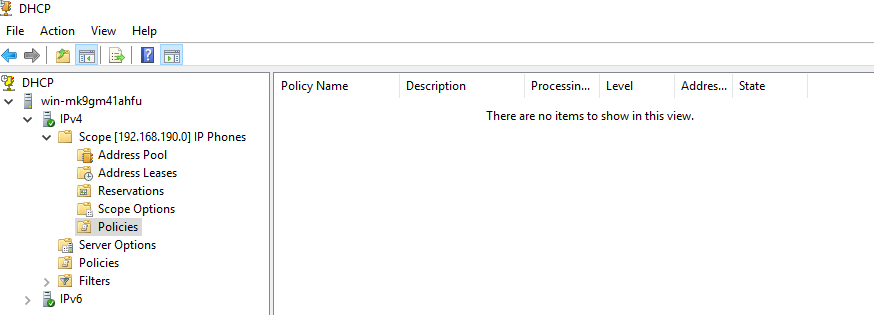 DHCP
File Action View Help
DHCP
win-mk9gm41ahfu
IPv4
Scope [192.168.190.0] IP Phones
Address Pool
Address Leases
Reservations
Scope Options
Policies
Server Options
Policies
Filters
IPv6
Policy Name Description Processin... Level Addres... State
There are no items to show in this view.